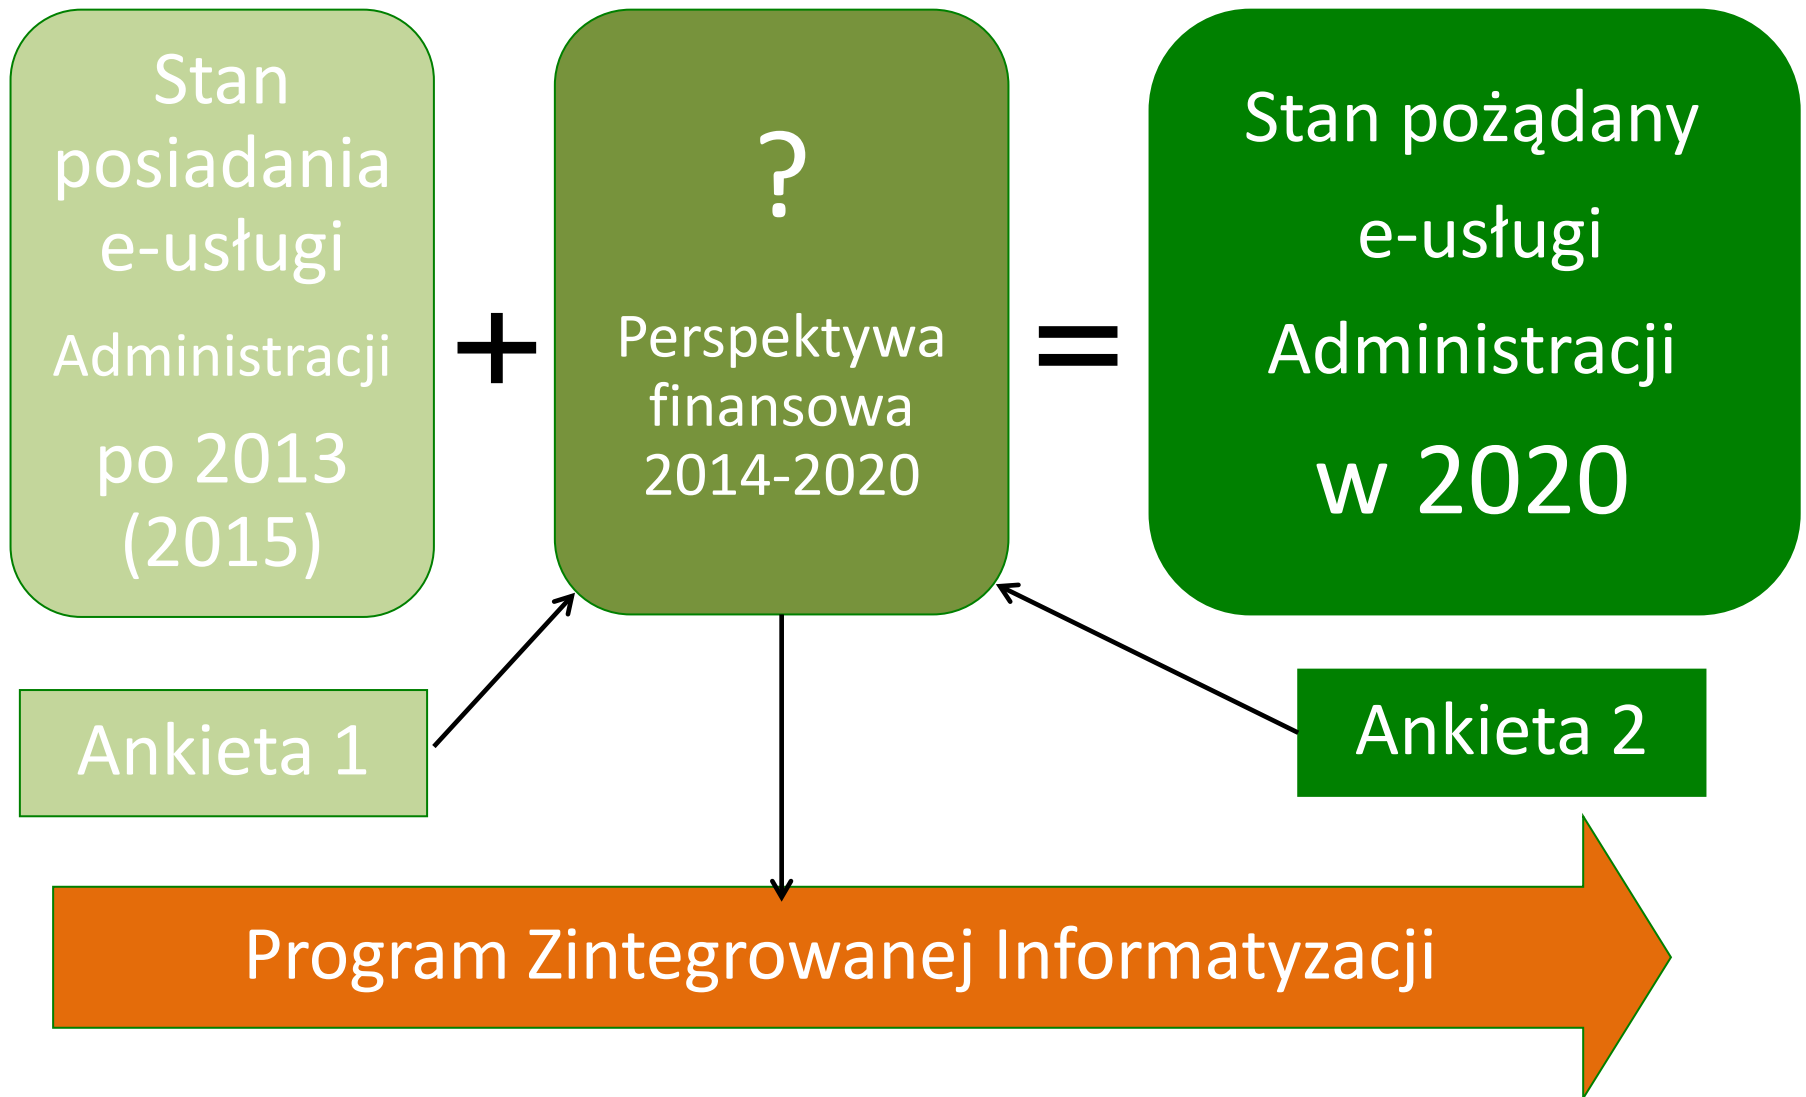 Stan
posiadania
e-usługi
Administracji
po 2013
(2015)
+
?
Perspektywa
finansowa
2014-2020
=
Stan pożądany
e-usługi
Administracji
w 2020
Ankieta 1
Ankieta 2
Program Zintegrowanej Informatyzacji